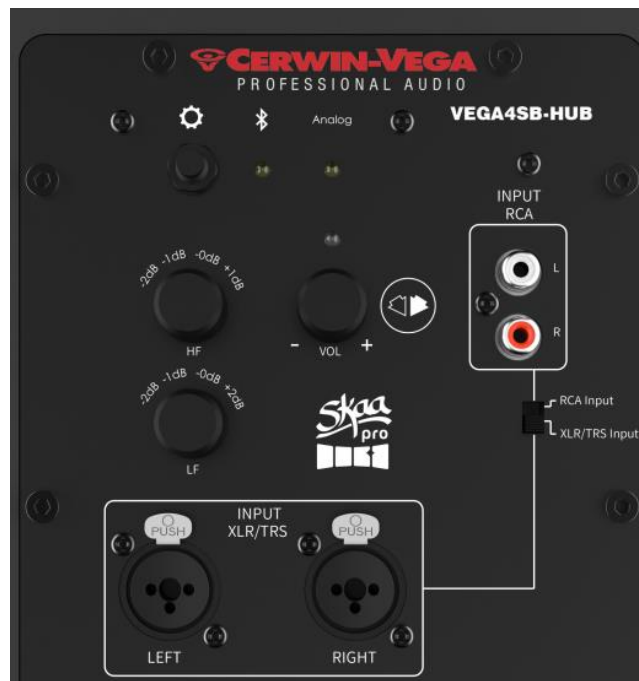 CERWIN-VEGA
PROFESSIONAL AUDIO
Analog
VEGA4SB-HUB
INPUT
RCA
L
R
-2dB -1dB -0dB +1dB
HF
- VOL +
-2dB -1dB -0dB +2dB
LF
Skaa
pro
RCA Input
XLR/TRS Input
INPUT
XLR/TRS
PUSH
PUSH
LEFT
RIGHT